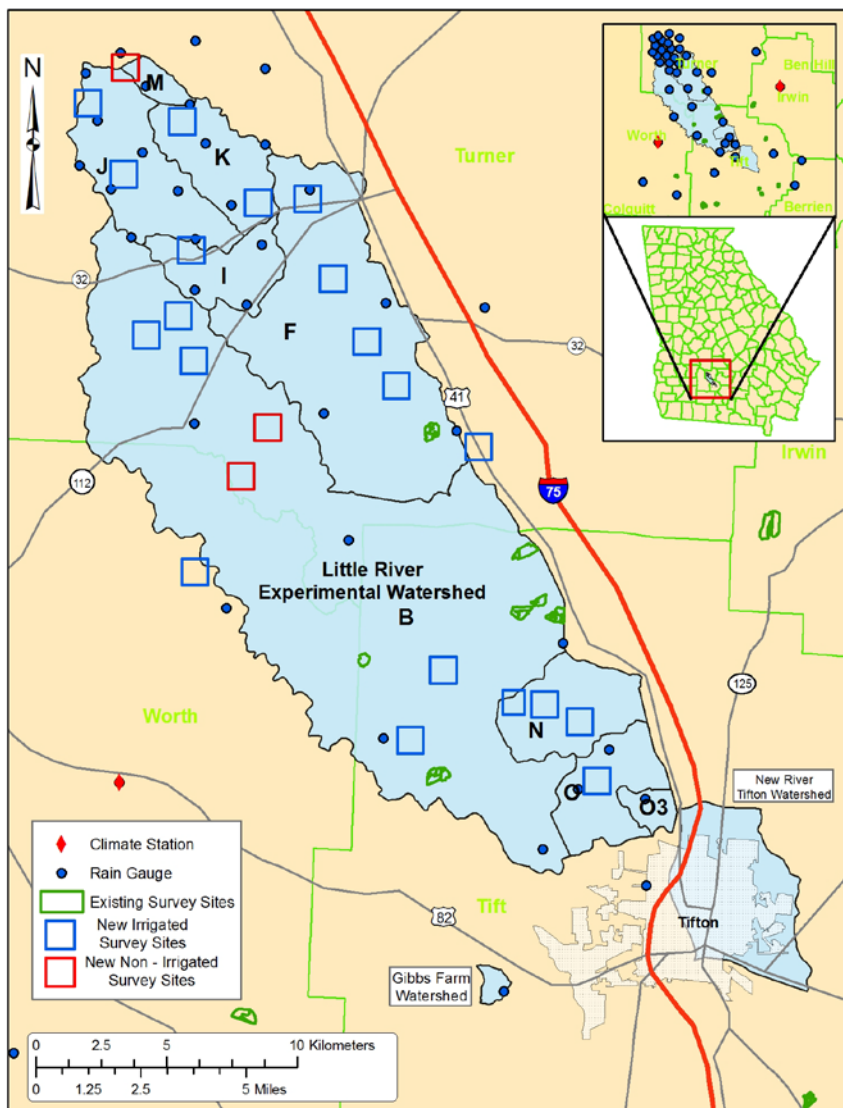 N
M
K
J
I
F
Turner
32
32
41
112
75
Irwin
Little River
Experimental Watershed
B
Worth
N
O
O3
125
New River
Tifton Watershed
Tifton
Tift
82
Gibbs Farm
Watershed
Climate Station
Rain Gauge
Existing Survey Sites
New Irrigated
Survey Sites
New Non - Irrigated
Survey Sites
0 2.5 5 10 Kilometers
0 1.25 2.5 5 Miles
Turner
Ben Hill
Irwin
Worth
Tift
Colquitt
Berrien